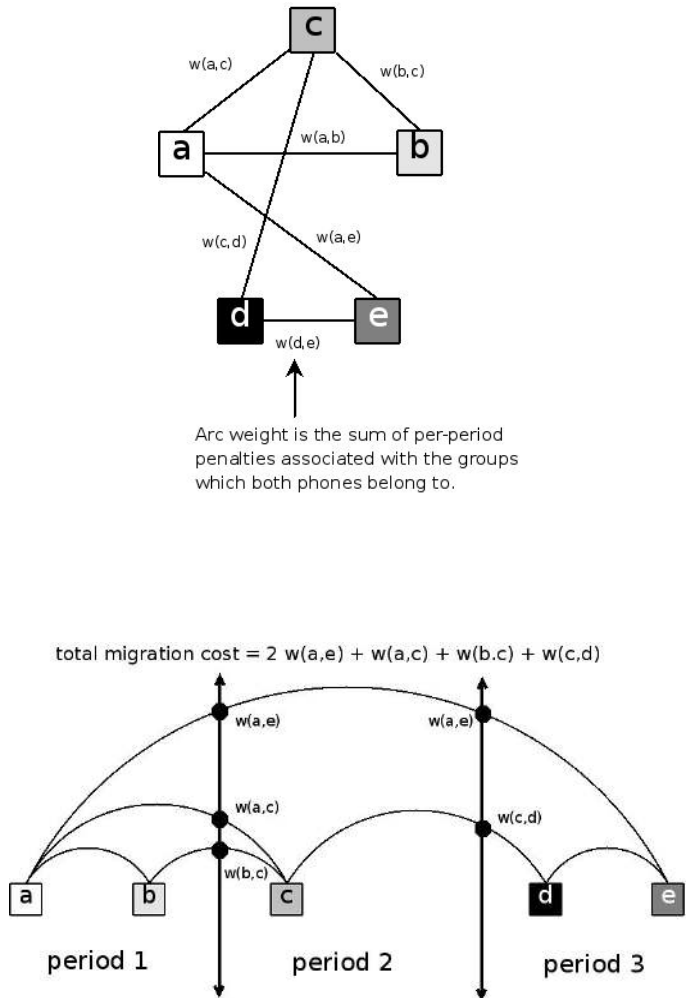 c
w(a,c)
w(b,c)
a
w(a,b)
b
w(c,d)
w(a,e)
d
e
w(d,e)
Arc weight is the sum of per-period
penalties associated with the groups
which both phones belong to.
total migration cost = 2 w(a,e) + w(a,c) + w(b.c) + w(c,d)
w(a,e)
w(a,e)
w(a,c)
w(c,d)
w(b,c)
a
b
c
d
e
period 1
period 2
period 3